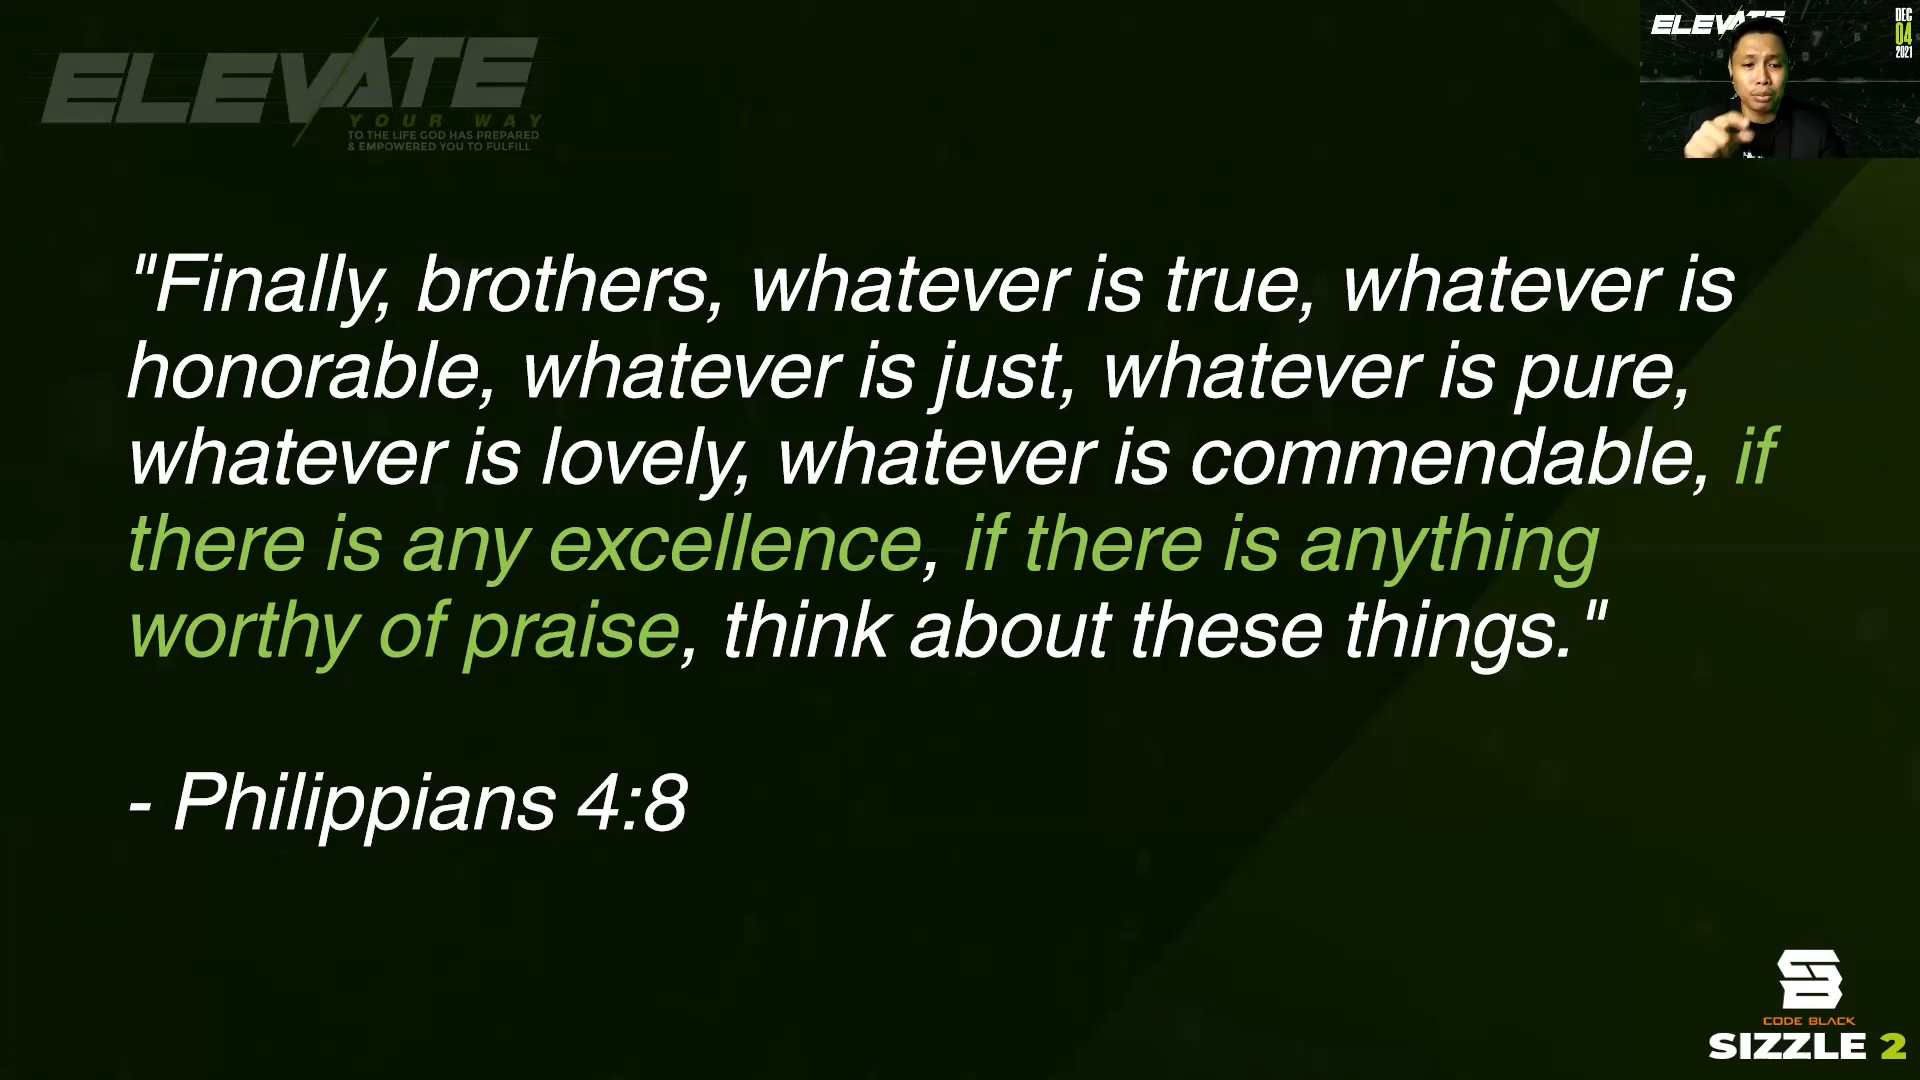 ELEVATE
YOUR WAY
TO THE LIFE GOD HAS PREPARED
& EMPOWERED YOU TO FULFILL
ELEVATE
DEC
04
2021
"Finally, brothers, whatever is true, whatever is
honorable, whatever is just, whatever is pure,
whatever is lovely, whatever is commendable, if
there is any excellence, if there is anything
worthy of praise, think about these things."
- Philippians 4:8
CODE BLACK
SIZZLE 2